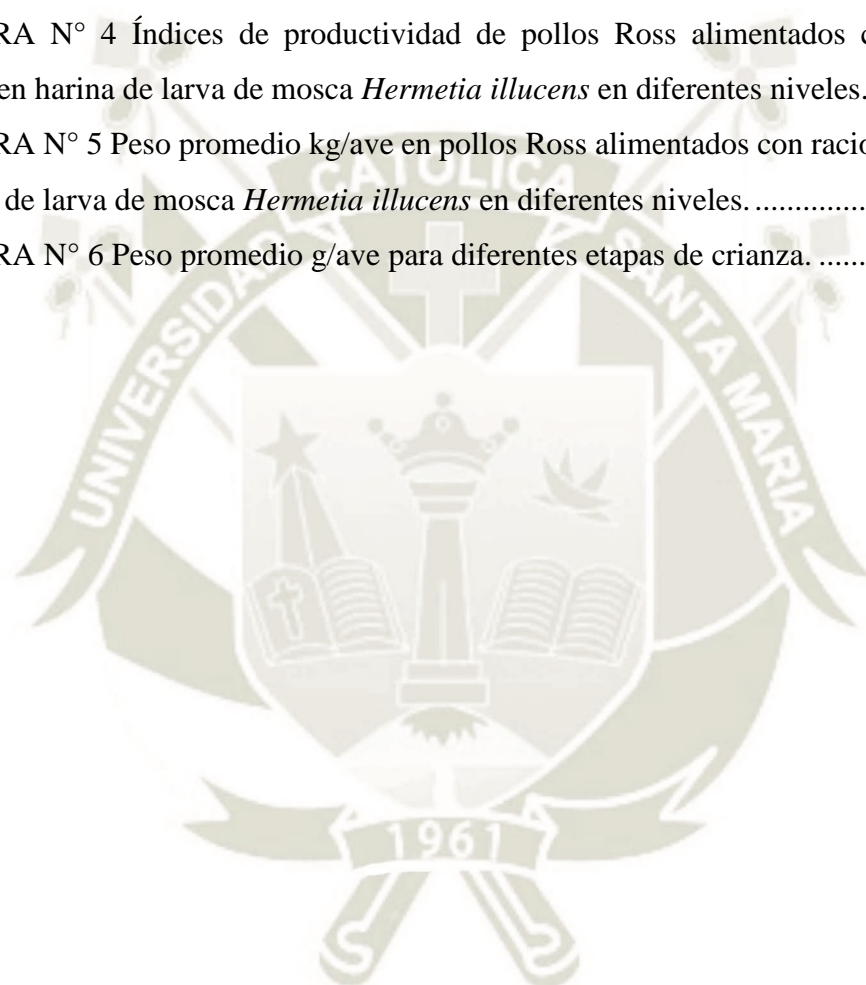 RA N° 4 Índices de productividad de pollos Ross alimentados c
en harina de larva de mosca Hermetia illucens en diferentes niveles.
RA N° 5 Peso promedio kg/ave en pollos Ross alimentados con racio
de larva de mosca Hermetia illucens en diferentes niveles. ...............
RA N° 6 Peso promedio g/ave para diferentes etapas de crianza. .......
UNIVERSIDAD CATOLICA SANTA MARIA
1961